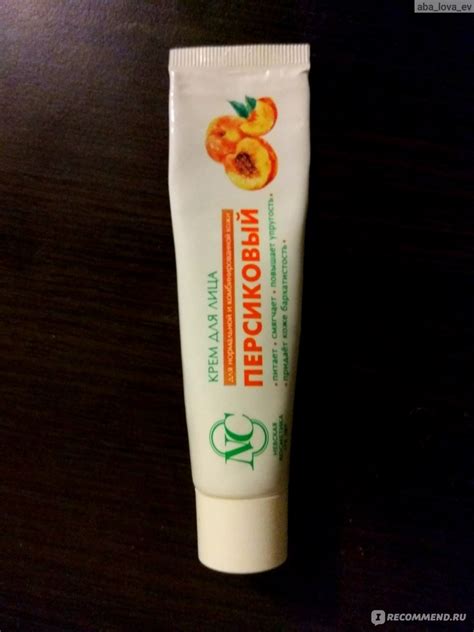 aba_lova_ev
КРЕМ ДЛЯ ЛИЦА
для нормальной и комбинированной кожи
ПЕРСИКОВЫЙ
• питает • смягчает • повышает упругость •
• придаёт коже бархатистость •
NC
НЕВСКАЯ
КОСМЕТИКА
I RECOMMEND.RU